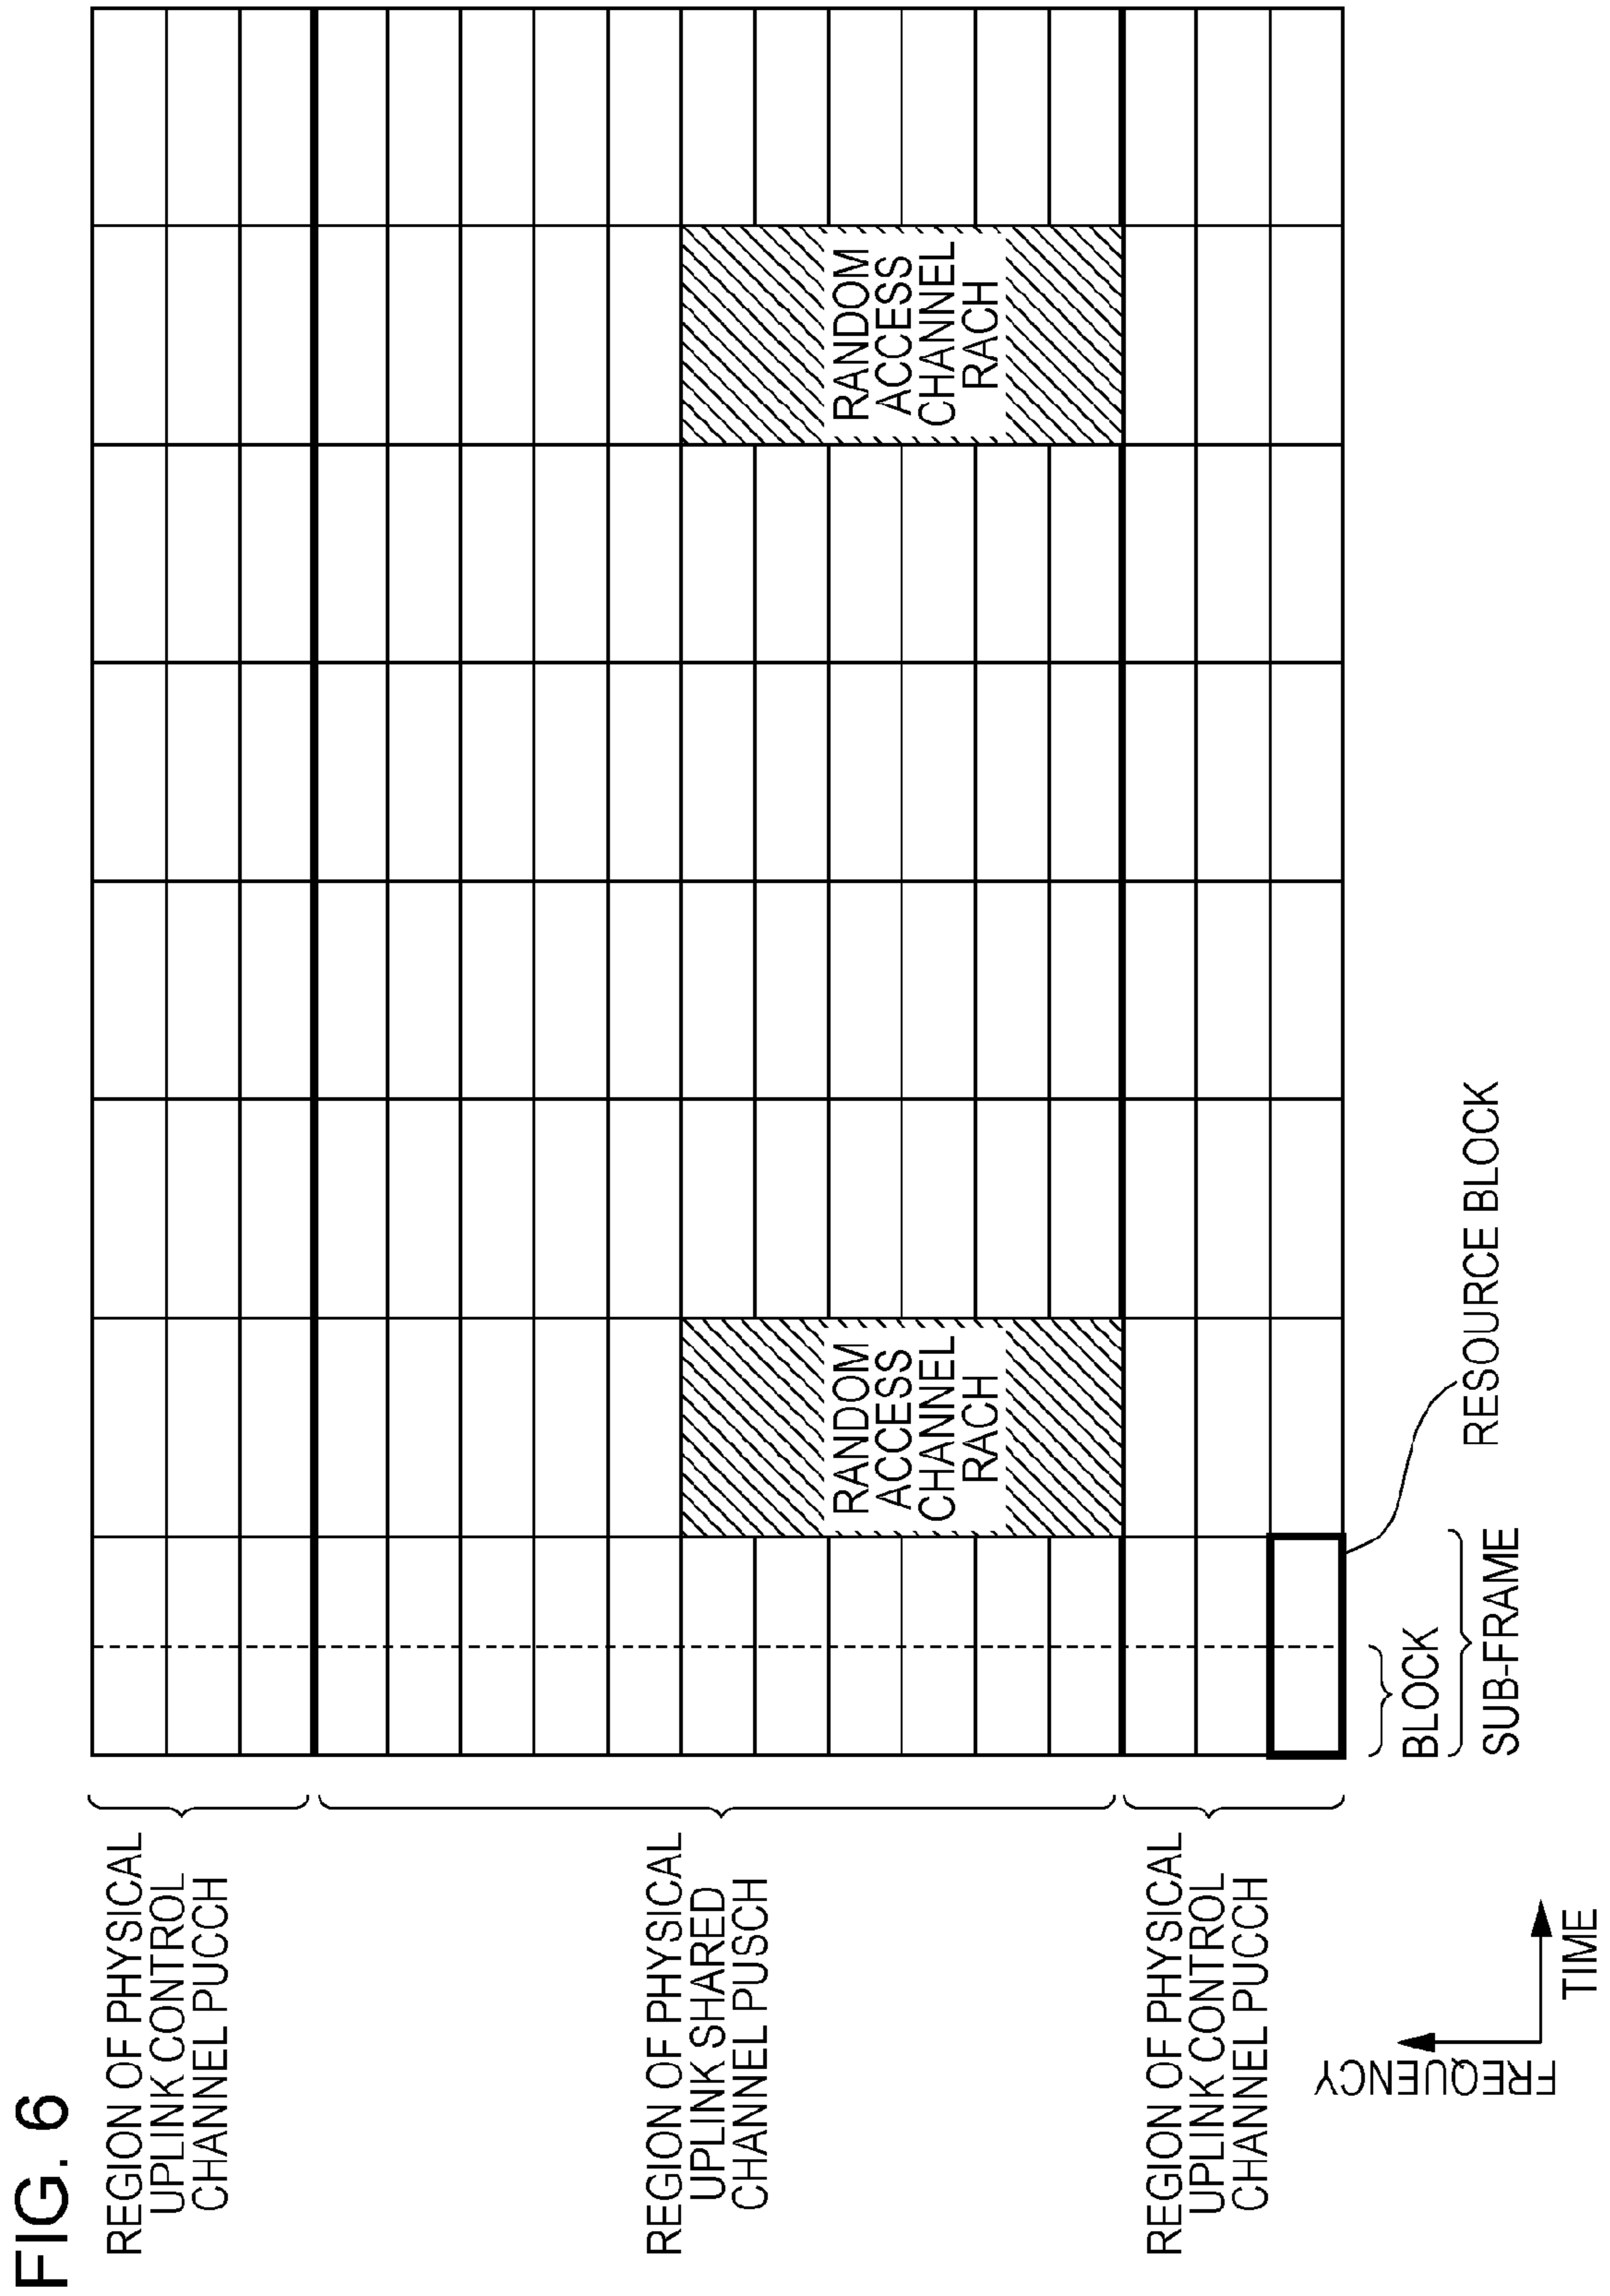 FIG. 6
REGION OF PHYSICAL
UPLINK CONTROL
CHANNEL PUCCH
REGION OF PHYSICAL
UPLINK SHARED
CHANNEL PUSCH
REGION OF PHYSICAL
UPLINK CONTROL
CHANNEL PUCCH
RANDOM
ACCESS
CHANNEL
RACH
RANDOM
ACCESS
CHANNEL
RACH
BLOCK
SUB-FRAME
RESOURCE BLOCK
FREQUENCY
TIME